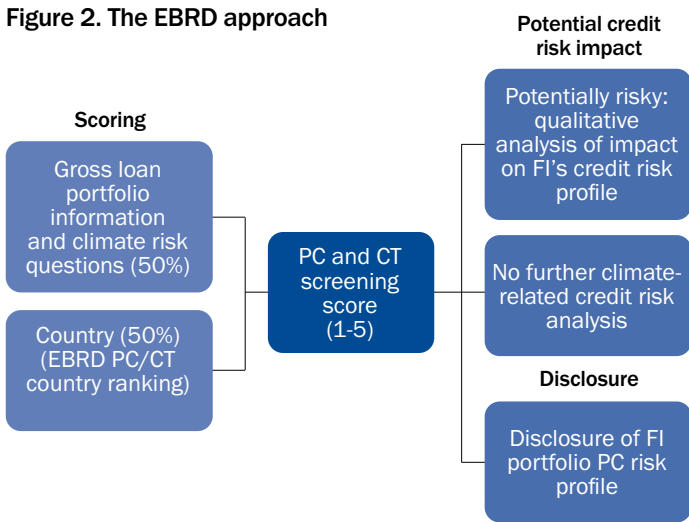 Figure 2. The EBRD approach
Scoring
Gross loan
portfolio
information
and climate risk
questions (50%)
Country (50%)
(EBRD PC/CT
country ranking)
PC and CT
screening
score
(1-5)
Potential credit
risk impact
Potentially risky:
qualitative
analysis of impact
on FI's credit risk
profile
No further climate-
related credit risk
analysis
Disclosure
Disclosure of FI
portfolio PC risk
profile